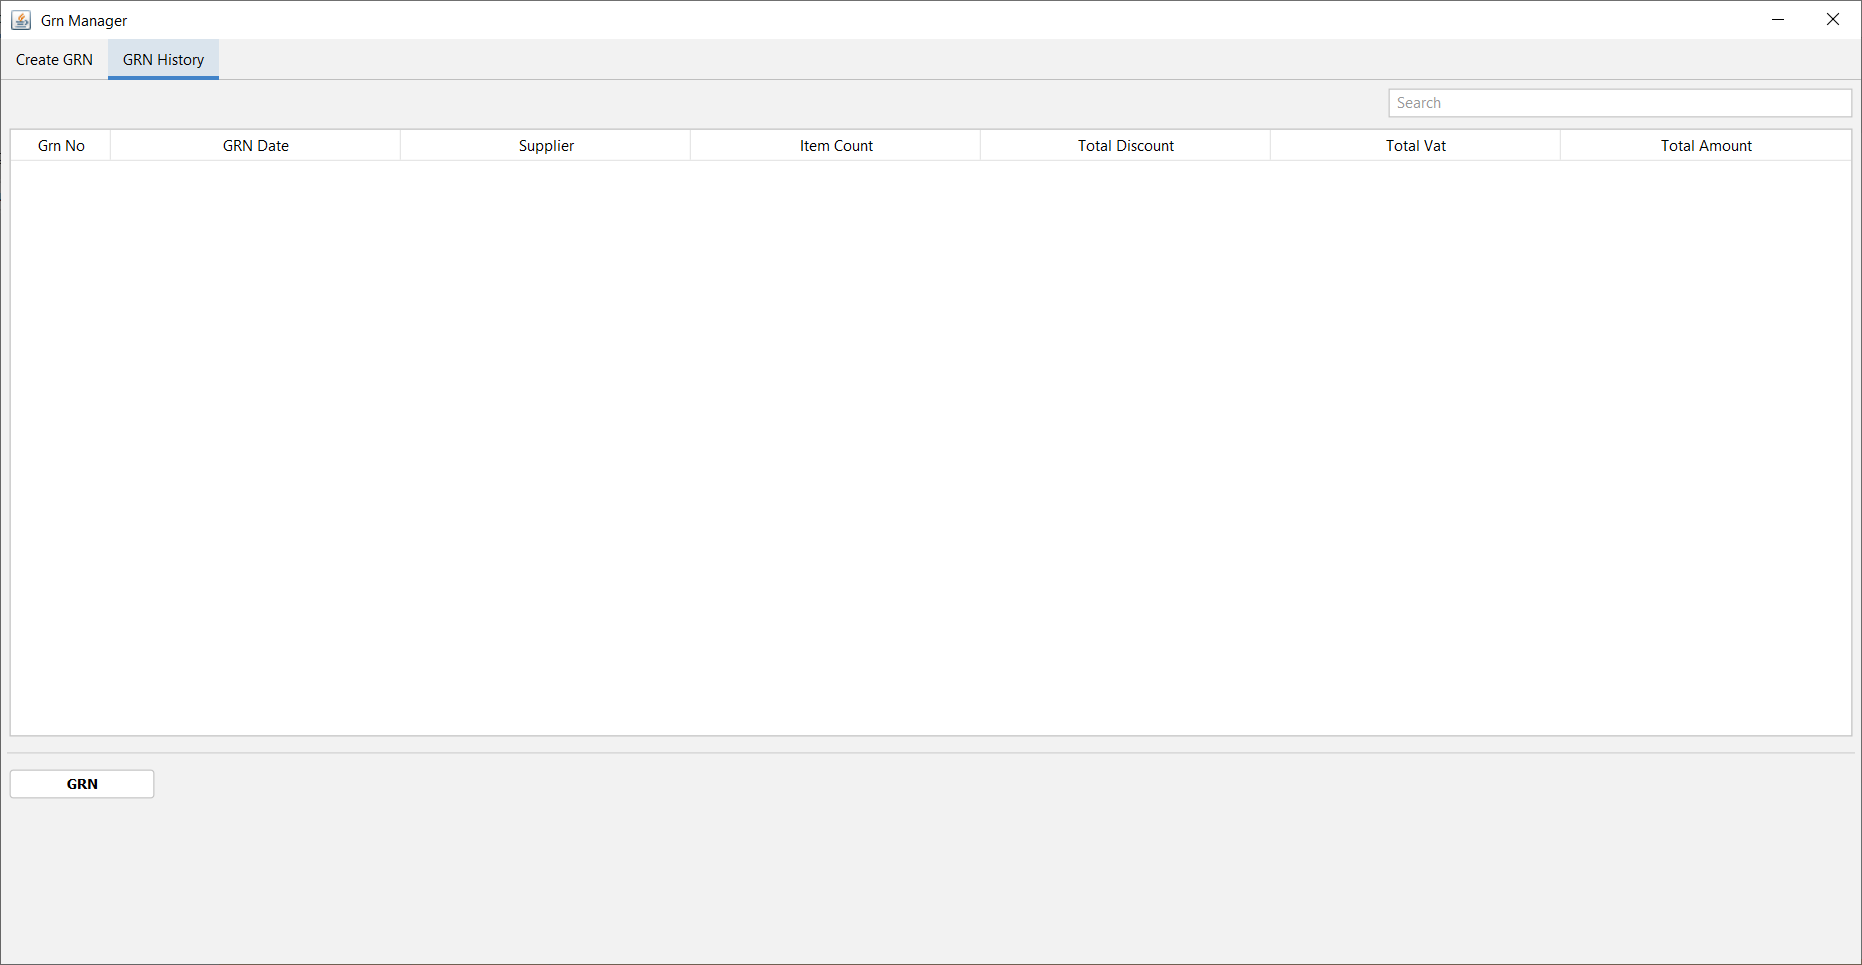 Grn Manager
Create GRN GRN History
Search
Grn No GRN Date Supplier Item Count Total Discount Total Vat Total Amount
GRN